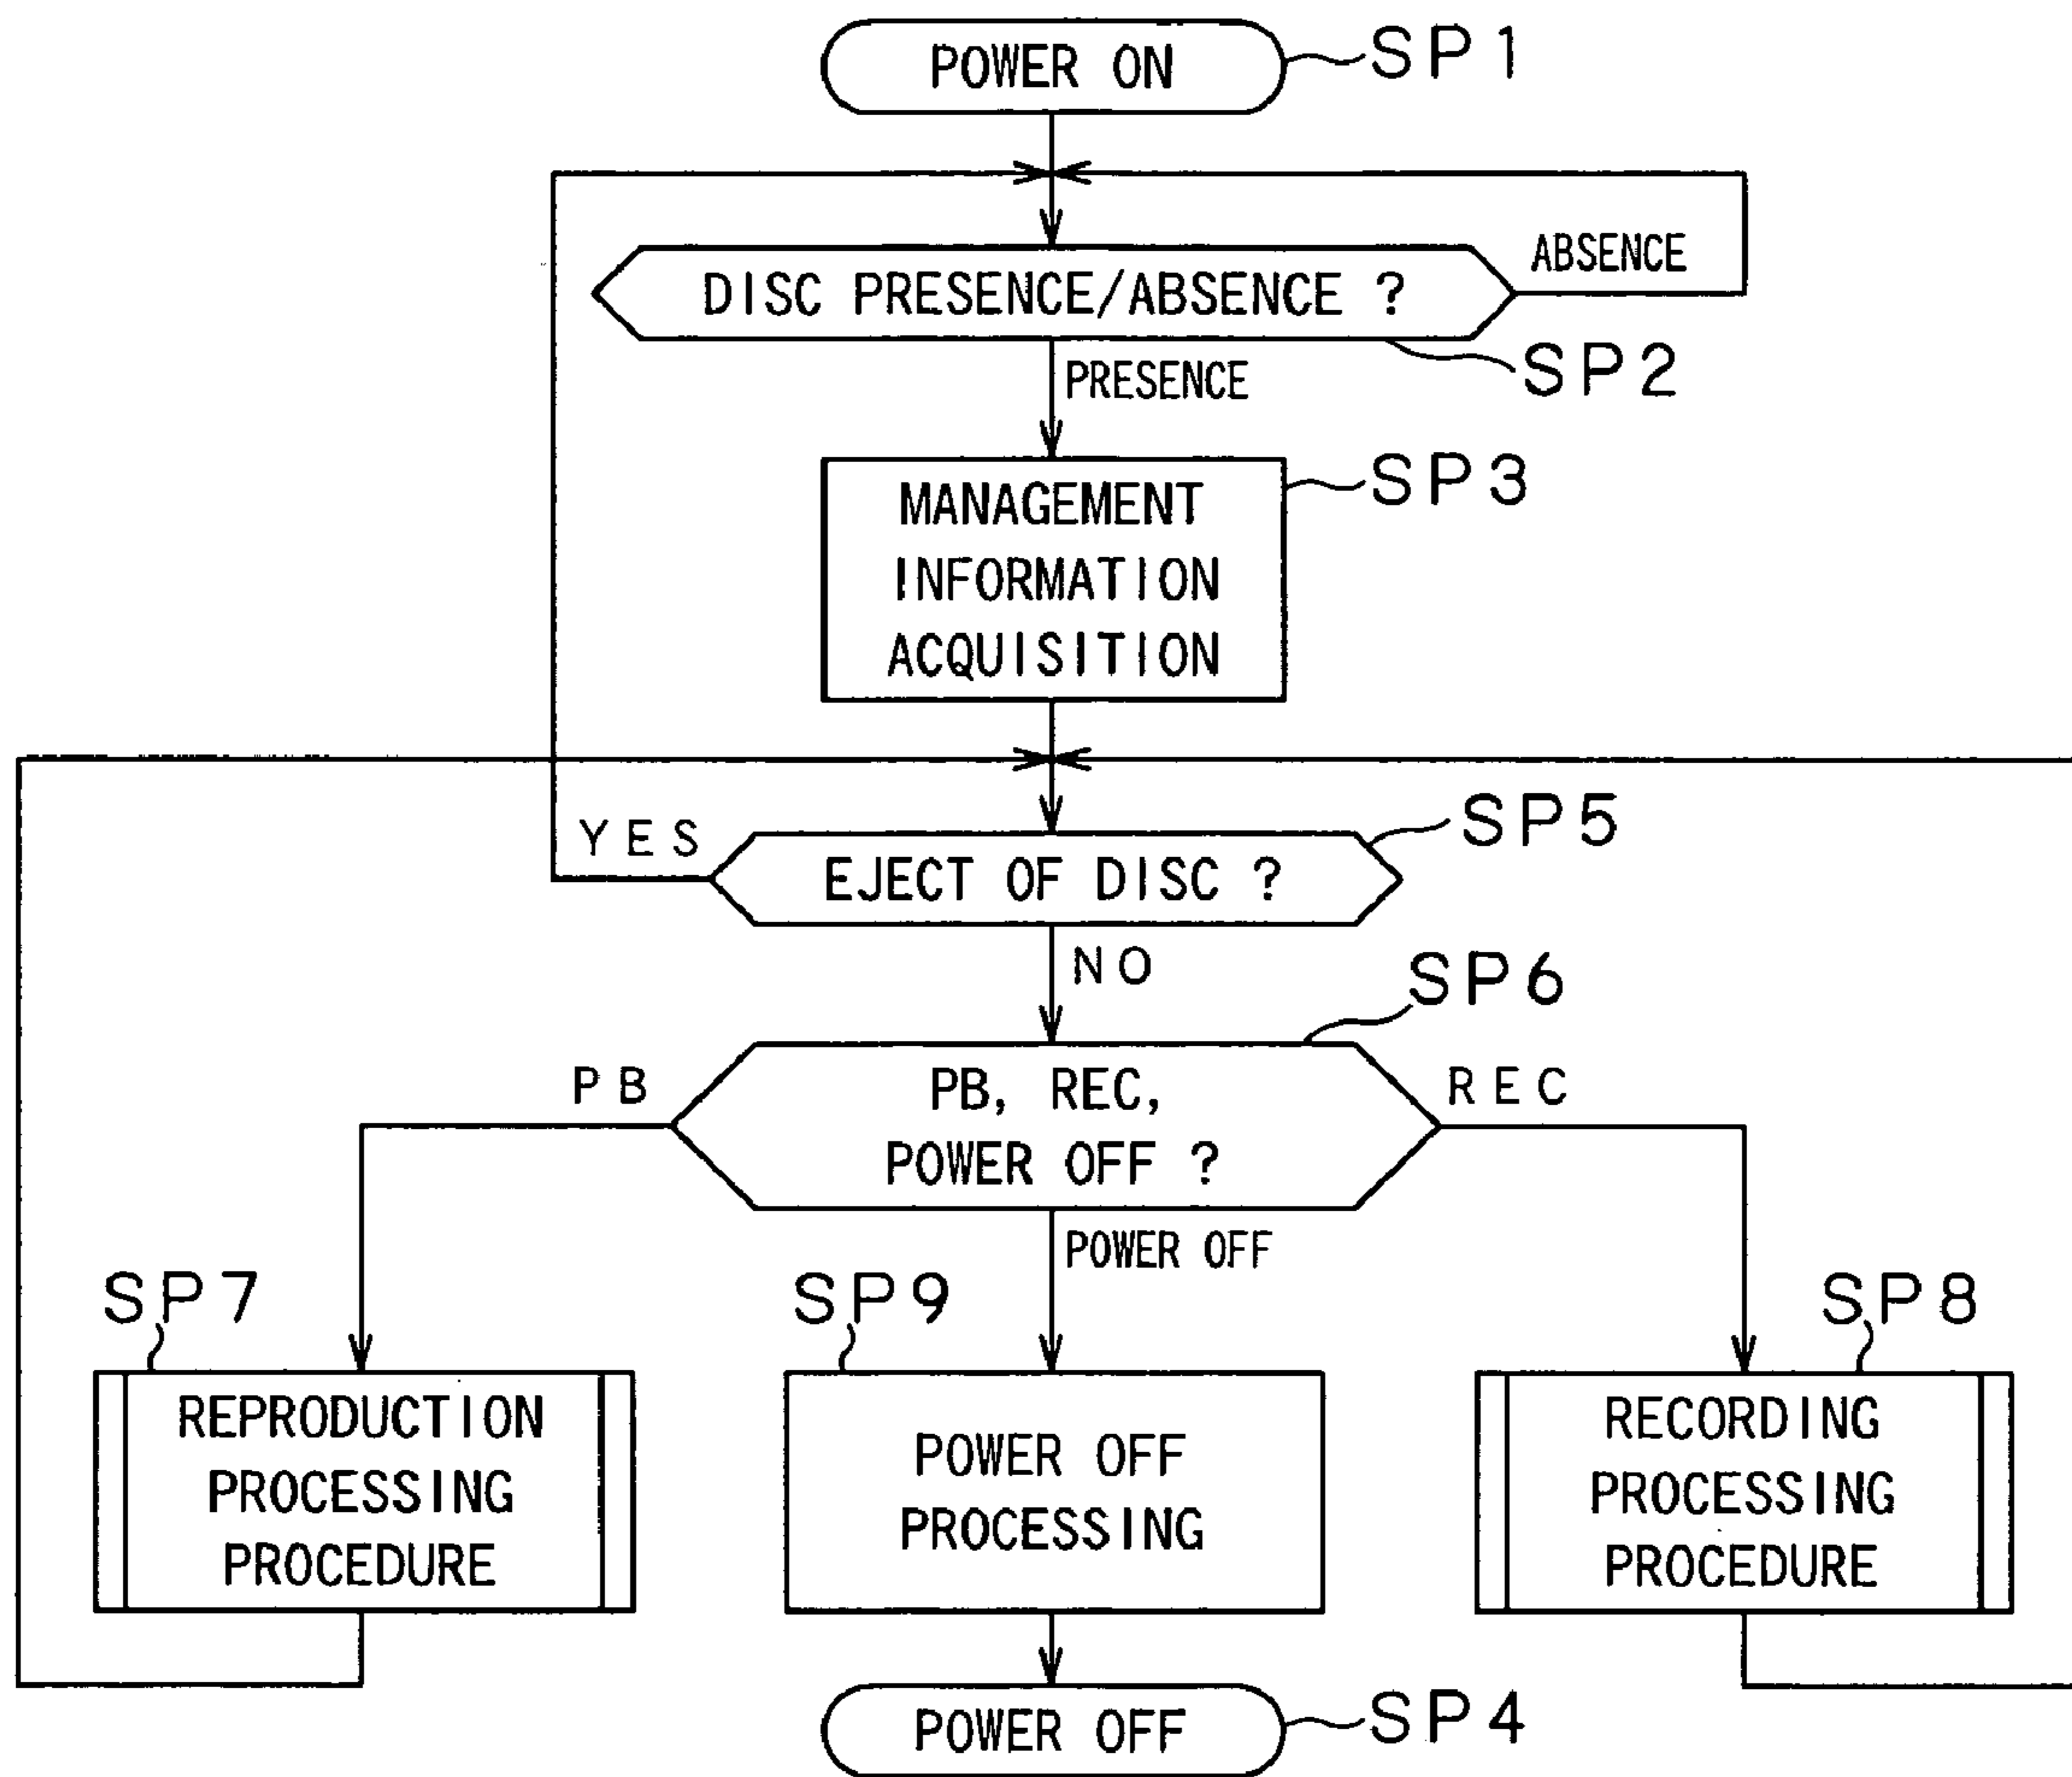 POWER ON
SP1
ABSENCE
DISC PRESENCE/ABSENCE ?
SP2
PRESENCE
SP3
MANAGEMENT
INFORMATION
ACQUISITION
SP5
YES
EJECT OF DISC ?
NO
SP6
PB
PB, REC,
POWER OFF ?
REC
POWER OFF
SP7
REPRODUCTION
PROCESSING
PROCEDURE
SP9
POWER OFF
PROCESSING
SP8
RECORDING
PROCESSING
PROCEDURE
POWER OFF
SP4